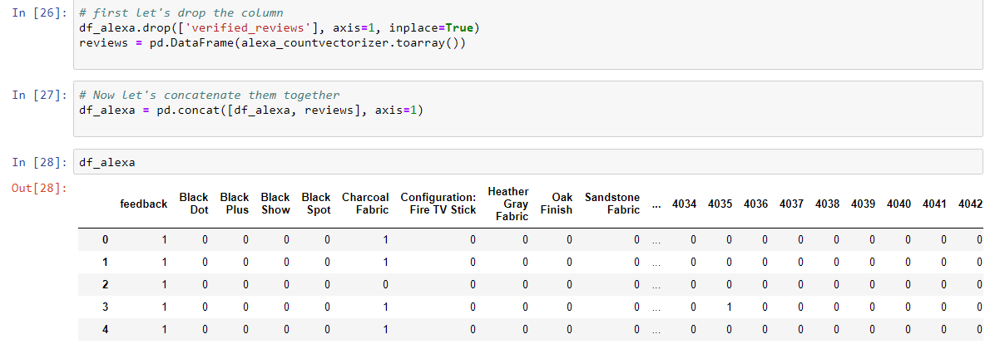 In [26]: # first let's drop the column
df_alexa.drop(['verified_reviews'], axis=1, inplace=True)
reviews = pd.DataFrame(alexa_countvectorizer.toarray())
In [27]: # Now let's concatenate them together
df_alexa = pd.concat([df_alexa, reviews], axis=1)
In [28]: df_alexa
Out[28]:
feedback Black Dot Black Plus Black Show Black Spot Charcoal Fabric Configuration: Fire TV Stick Heather Gray Fabric Oak Finish Sandstone Fabric ... 4034 4035 4036 4037 4038 4039 4040 4041 4042
0 1 0 0 0 0 1 0 0 0 0 ... 0 0 0 0 0 0 0 0 0
1 1 0 0 0 0 1 0 0 0 0 ... 0 0 0 0 0 0 0 0 0
2 1 0 0 0 0 0 0 0 0 0 ... 0 0 0 0 0 0 0 0 0
3 1 0 0 0 0 1 0 0 0 0 ... 0 1 0 0 0 0 0 0 0
4 1 0 0 0 0 1 0 0 0 0 ... 0 0 0 0 0 0 0 0 0